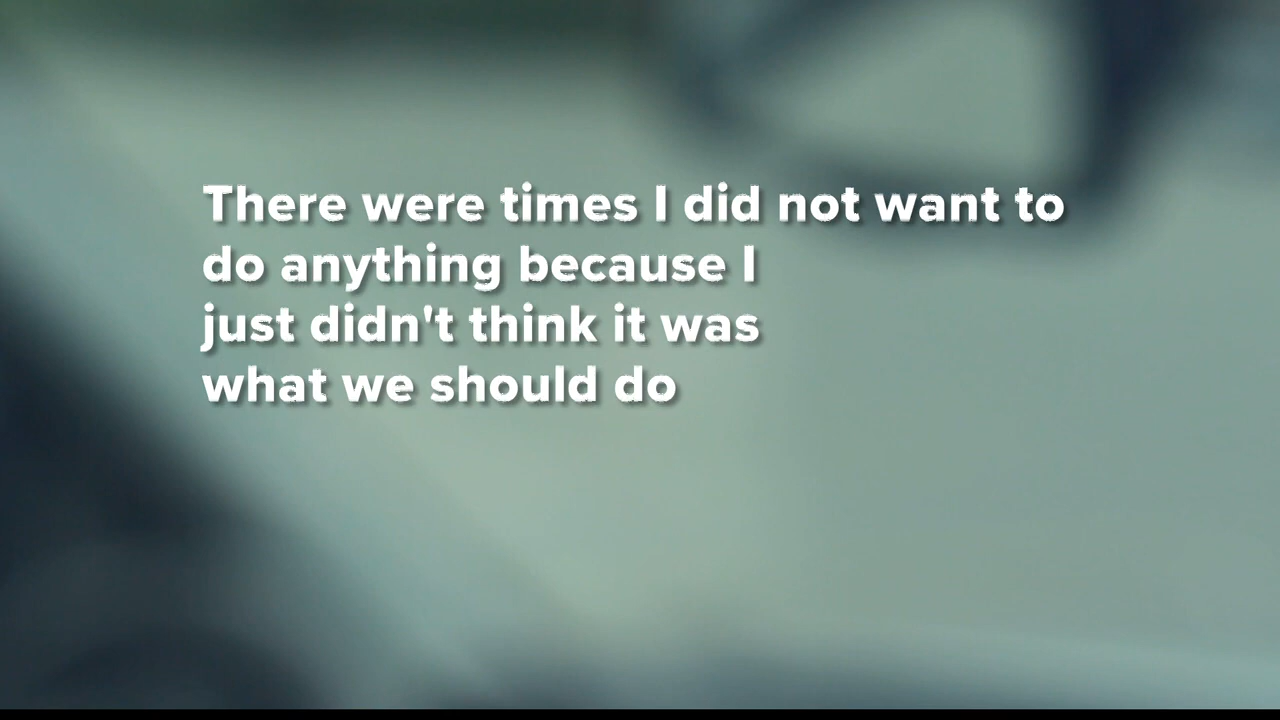 There were times I did not want to
do anything because I
just didn't think it was
what we should do